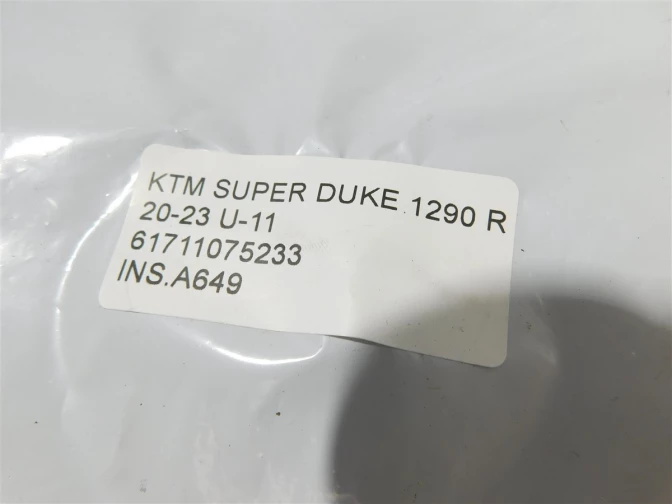 KTM SUPER DUKE 1290 R
20-23 U-11
61711075233
INS.A649